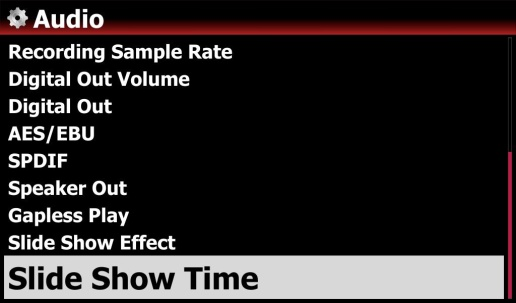 Audio
Recording Sample Rate
Digital Out Volume
Digital Out
AES/EBU
SPDIF
Speaker Out
Gapless Play
Slide Show Effect
Slide Show Time